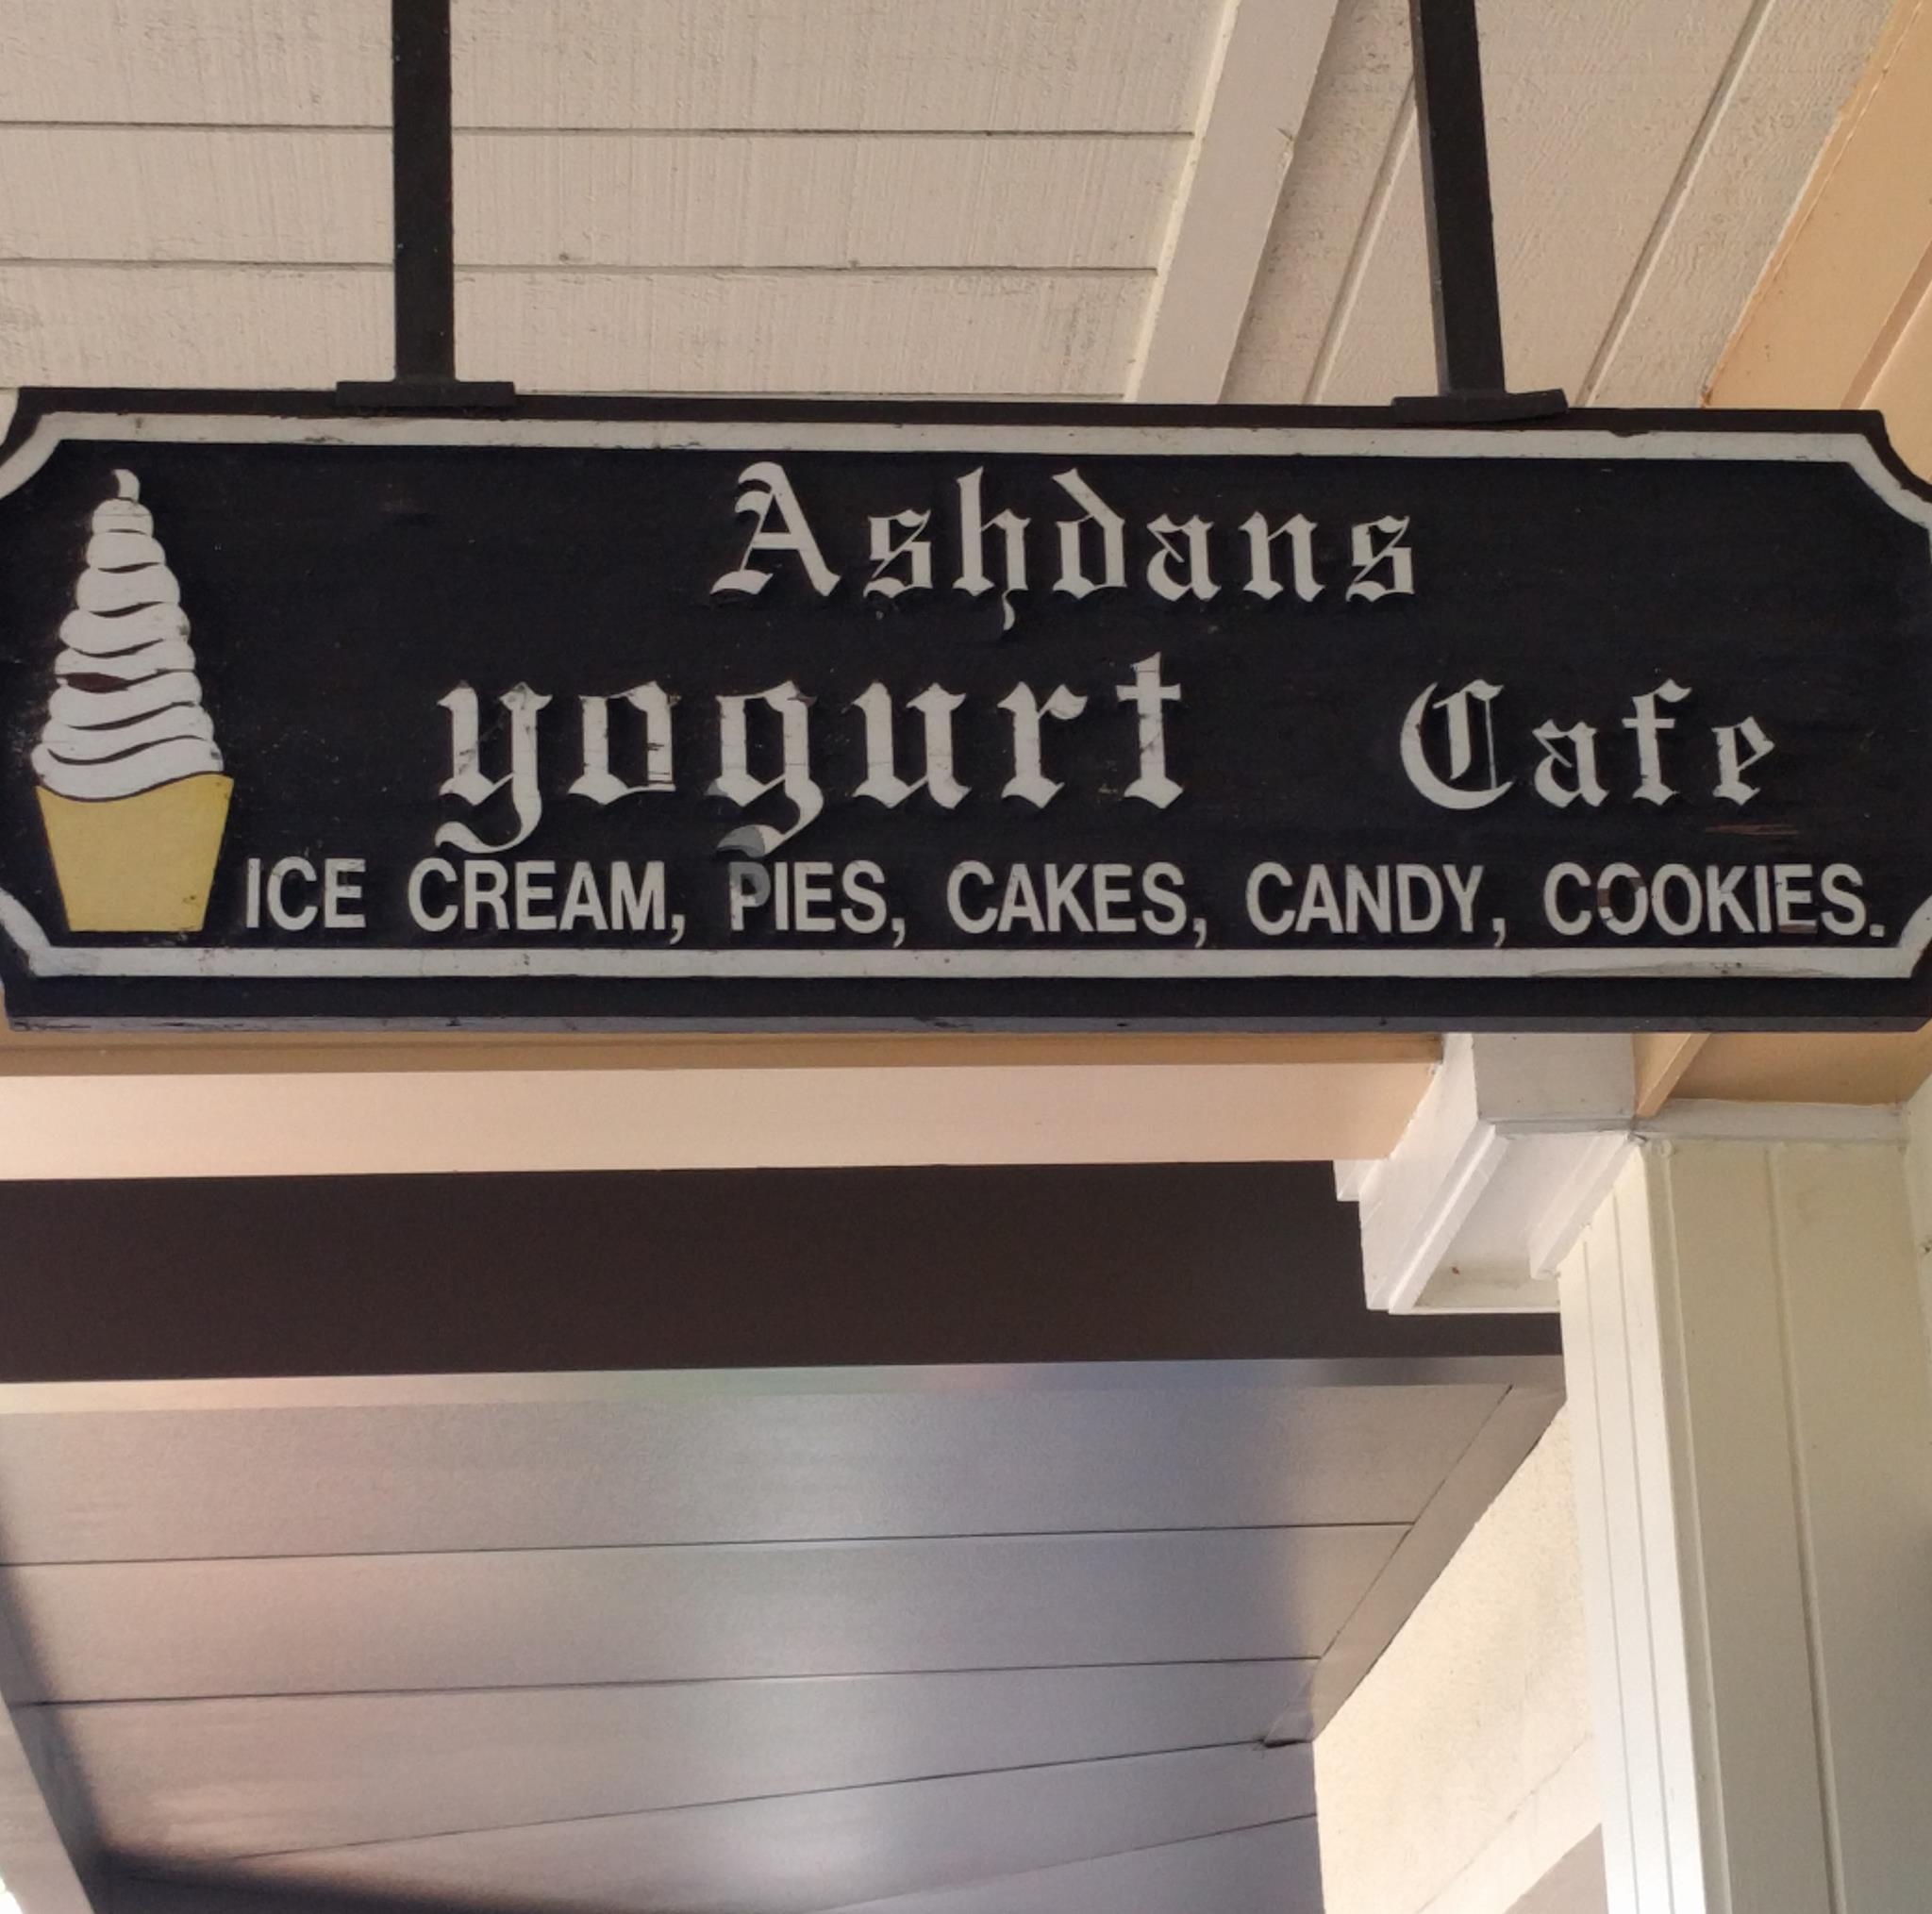 Ashdans
yogurt Cafe
ICE CREAM, PIES, CAKES, CANDY, COOKIES.